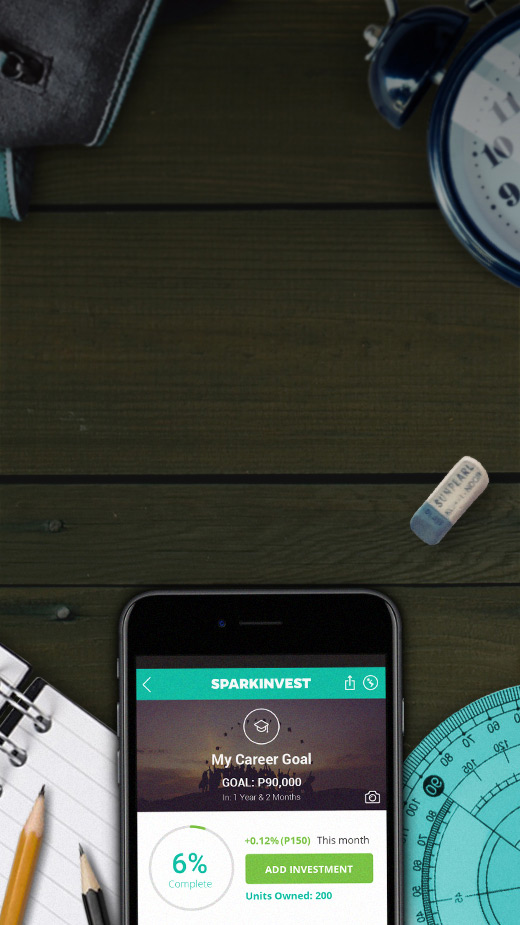 11
10
9
SUNPEARL
SPARKINVEST
My Career Goal
GOAL: P90,000
In: 1 Year & 2 Months
+0.12% (P150) This month
6%
Complete
ADD INVESTMENT
Units Owned: 200
90